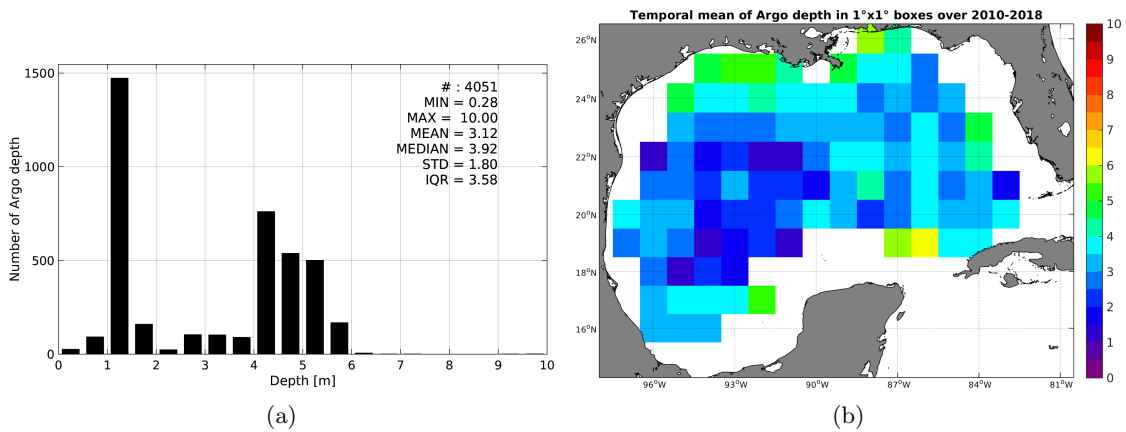 1500
1000
500
0
0 1 2 3 4 5 6 7 8 9 10
Number of Argo depth
Depth [m]
# : 4051
MIN = 0.28
MAX = 10.00
MEAN = 3.12
MEDIAN = 3.92
STD = 1.80
IQR = 3.58
(a)
Temporal mean of Argo depth in 1°x1° boxes over 2010-2018
26°N
24°N
22°N
20°N
18°N
16°N
96°W 93°W 90°W 87°W 84°W 81°W
10
9
8
7
6
5
4
3
2
1
0
(b)